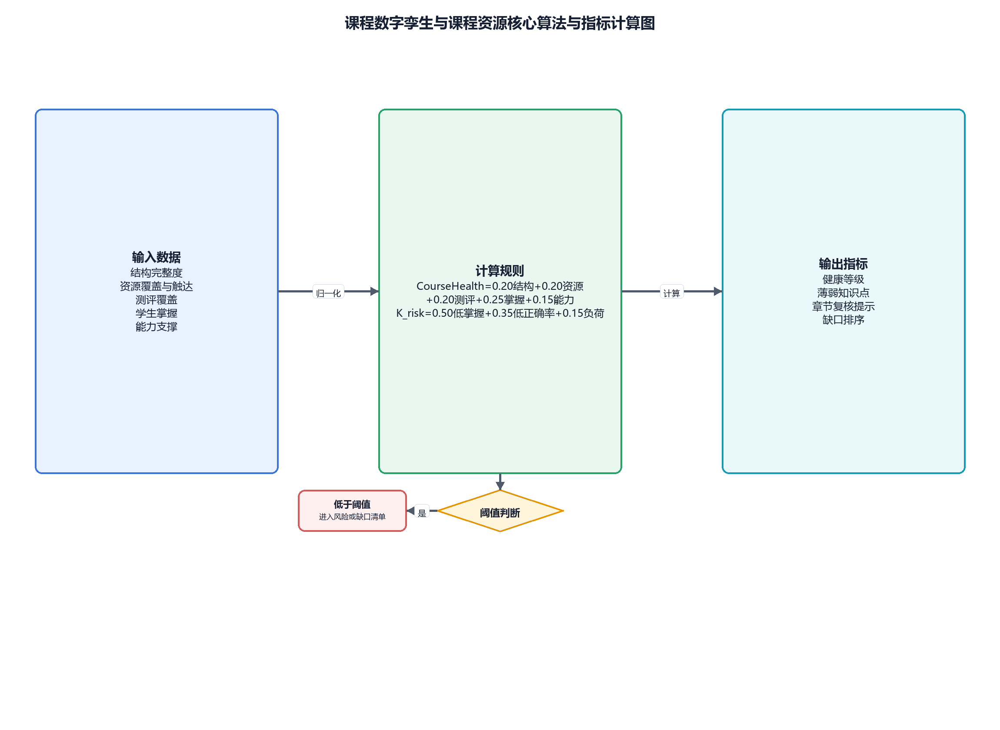 课程数字孪生与课程资源核心算法与指标计算图
输入数据
结构完整度
资源覆盖与触达
测评覆盖
学生掌握
能力支撑
归一化
计算规则
CourseHealth=0.20结构+0.20资源
+0.20测评+0.25掌握+0.15能力
K_risk=0.50低掌握+0.35低正确率+0.15负荷
计算
输出指标
健康等级
薄弱知识点
章节复核提示
缺口排序
低于阈值
进入风险或缺口清单
是
阈值判断